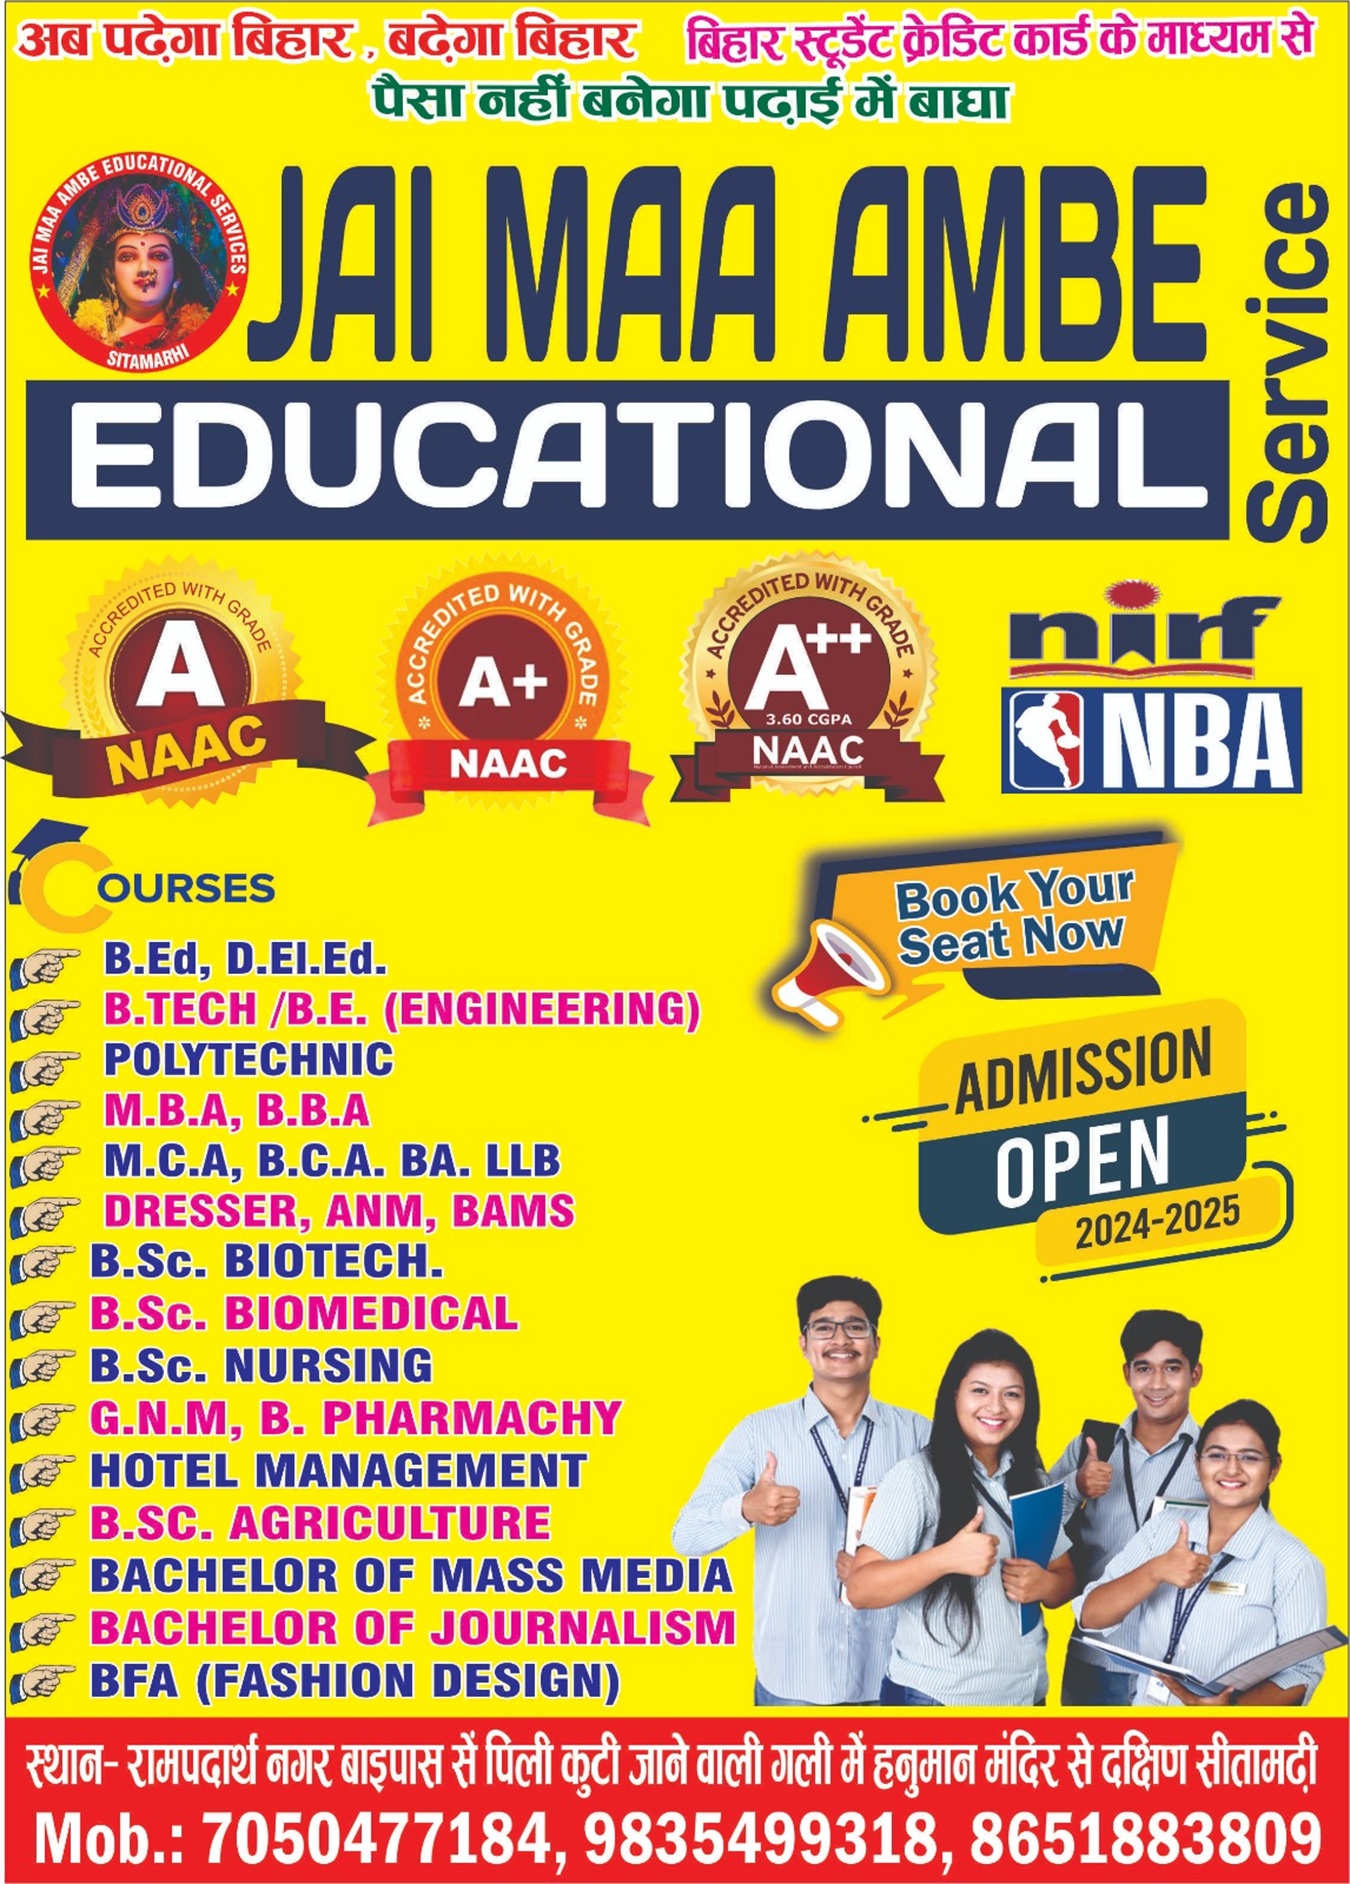 अब पढ़ेगा बिहार, बढ़ेगा बिहार बिहार स्टूडेंट क्रेडिट कार्ड के माध्यम से
पैसा नहीं बनेगा पढ़ाई में बाधा
JAI MAA AMBE EDUCATIONAL SERVICES
SITAMARHI
JAI MAA AMBE
EDUCATIONAL
Service
ACCREDITED WITH GRADE
A
NAAC
ACCREDITED WITH GRADE
A+
NAAC
ACCREDITED WITH GRADE
A++
3.60 CGPA
NAAC
nirf
NBA
COURSES
Book Your
Seat Now
B.Ed, D.El.Ed.
B.TECH /B.E. (ENGINEERING)
POLYTECHNIC
M.B.A, B.B.A
M.C.A, B.C.A. BA. LLB
DRESSER, ANM, BAMS
B.Sc. BIOTECH.
B.Sc. BIOMEDICAL
B.Sc. NURSING
G.N.M, B. PHARMACHY
HOTEL MANAGEMENT
B.SC. AGRICULTURE
BACHELOR OF MASS MEDIA
BACHELOR OF JOURNALISM
BFA (FASHION DESIGN)
ADMISSION
OPEN
2024-2025
स्थान- रामपदार्थ नगर बाइपास सें पिली कुटी जाने वाली गली में हनुमान मंदिर से दक्षिण सीतामढ़ी
Mob.: 7050477184, 9835499318, 8651883809